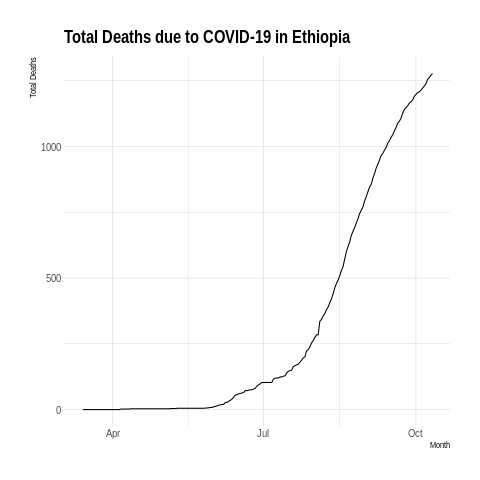 Total Deaths due to COVID-19 in Ethiopia
Total Deaths
1000
500
0
Apr
Jul
Oct
Month